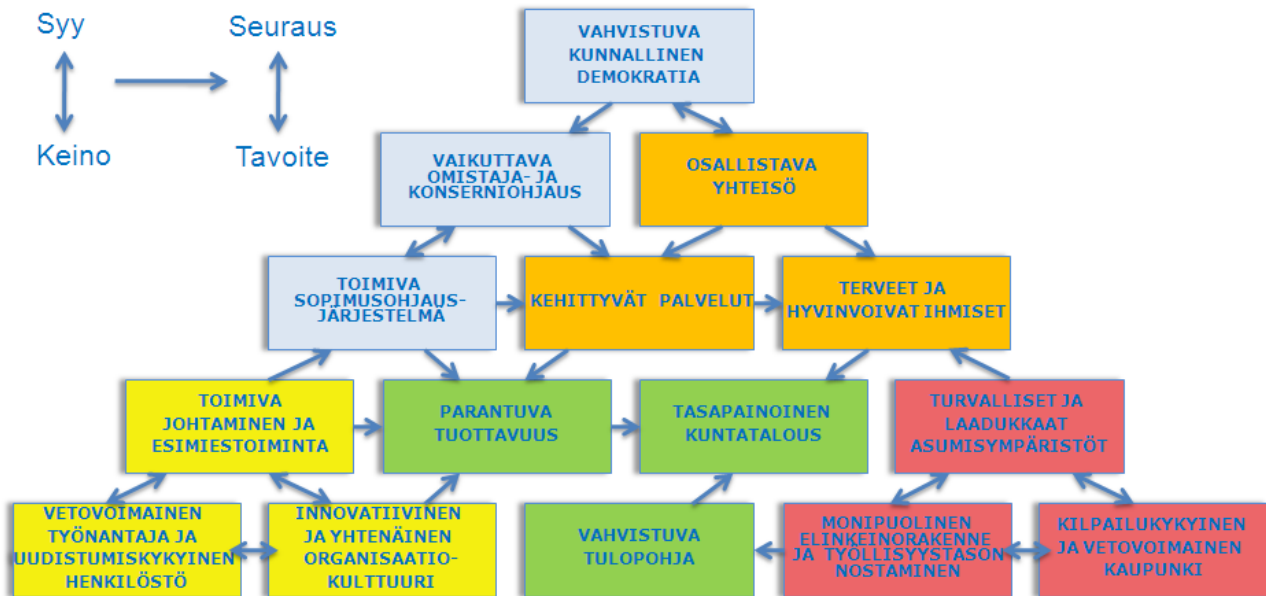 Syy
Seuraus
Keino
Tavoite
VAHVISTUVA
KUNNALLINEN
DEMOKRATIA
VAIKUTTAVA
OMISTAJA- JA
KONSERNIOHJAUS
OSALLISTAVA
YHTEISÖ
TOIMIVA
SOPIMUSOHJAUS-
JÄRJESTELMÄ
KEHITTYVÄT PALVELUT
TERVEET JA
HYVINVOIVAT IHMISET
TOIMIVA
JOHTAMINEN JA
ESIMIESTOIMINTA
PARANTUVA
TUOTTAVUUS
TASAPAINOINEN
KUNTATALOUS
TURVALLISET JA
LAADUKKAAT
ASUMISYMPÄRISTÖT
VETOVOIMAINEN
TYÖNANTAJA JA
UUDISTUMISKYKYINEN
HENKILÖSTÖ
INNOVATIIVINEN
JA YHTENÄINEN
ORGANISAATIO-
KULTTUURI
VAHVISTUVA
TULOPOHJA
MONIPUOLINEN
ELINKEINORAKENNE
JA TYÖLLISYYSTASON
NOSTAMINEN
KILPAILUKYKYINEN
JA VETOVOIMAINEN
KAUPUNKI